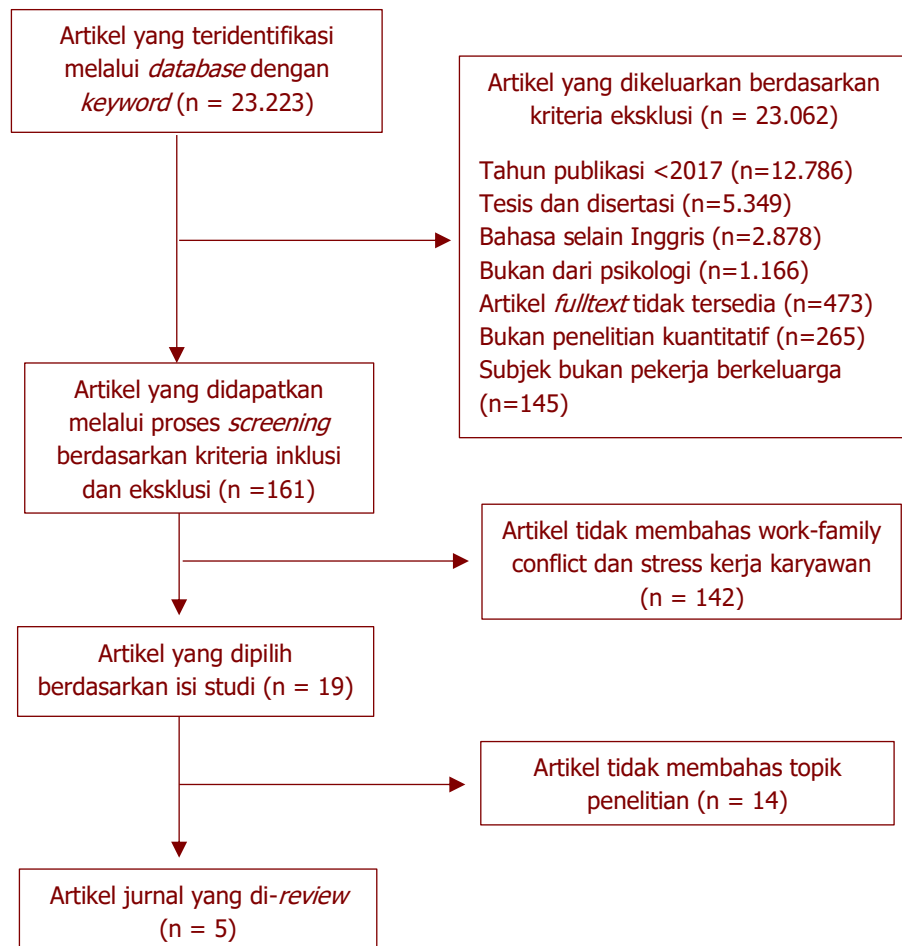 Artikel yang teridentifikasi
melalui database dengan
keyword (n = 23.223)
Artikel yang dikeluarkan berdasarkan
kriteria eksklusi (n = 23.062)
Tahun publikasi <2017 (n=12.786)
Tesis dan disertasi (n=5.349)
Bahasa selain Inggris (n=2.878)
Bukan dari psikologi (n=1.166)
Artikel fulltext tidak tersedia (n=473)
Bukan penelitian kuantitatif (n=265)
Subjek bukan pekerja berkeluarga
(n=145)
Artikel yang didapatkan
melalui proses screening
berdasarkan kriteria inklusi
dan eksklusi (n =161)
Artikel tidak membahas work-family
conflict dan stress kerja karyawan
(n = 142)
Artikel yang dipilih
berdasarkan isi studi (n = 19)
Artikel tidak membahas topik
penelitian (n = 14)
Artikel jurnal yang di-review
(n = 5)